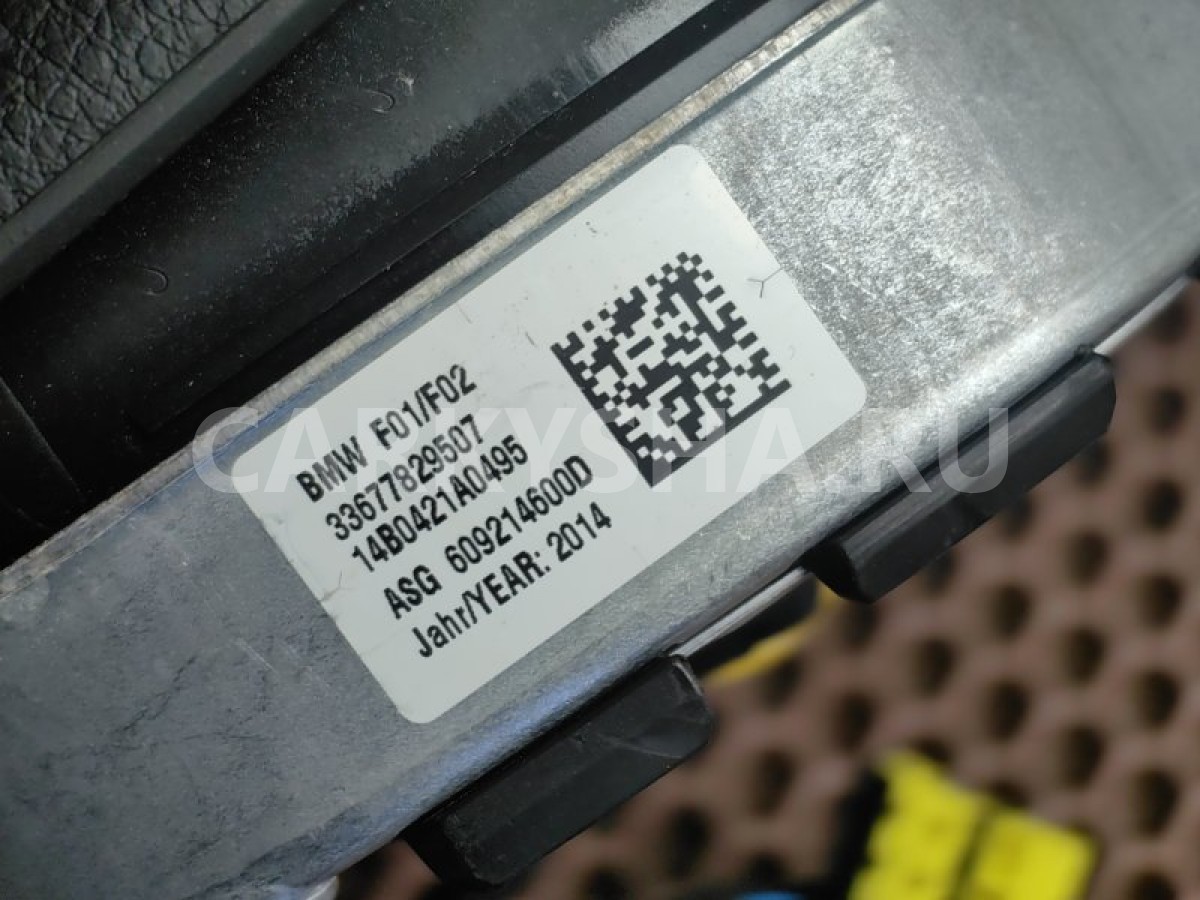 BMW F01/F02
33677829507
14B0421A0495
ASG 609214600D
Jahr/YEAR: 2014
CARKYSHA.RU